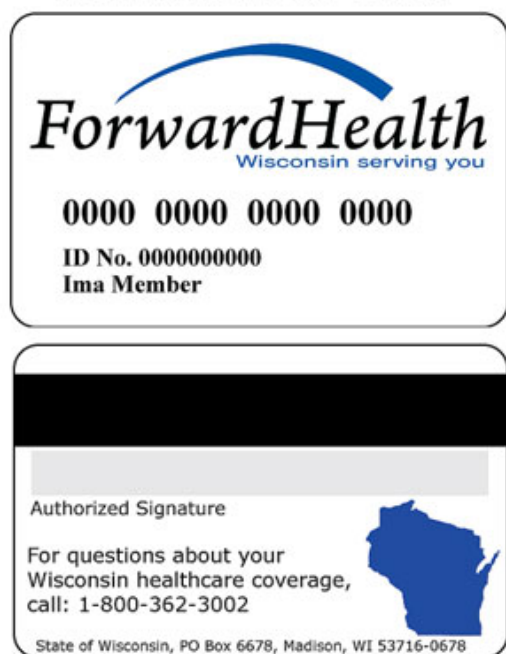 ForwardHealth
Wisconsin serving you
0000 0000 0000 0000
ID No. 0000000000
Ima Member
Authorized Signature
For questions about your
Wisconsin healthcare coverage,
call: 1-800-362-3002
State of Wisconsin, PO Box 6678, Madison, WI 53716-0678